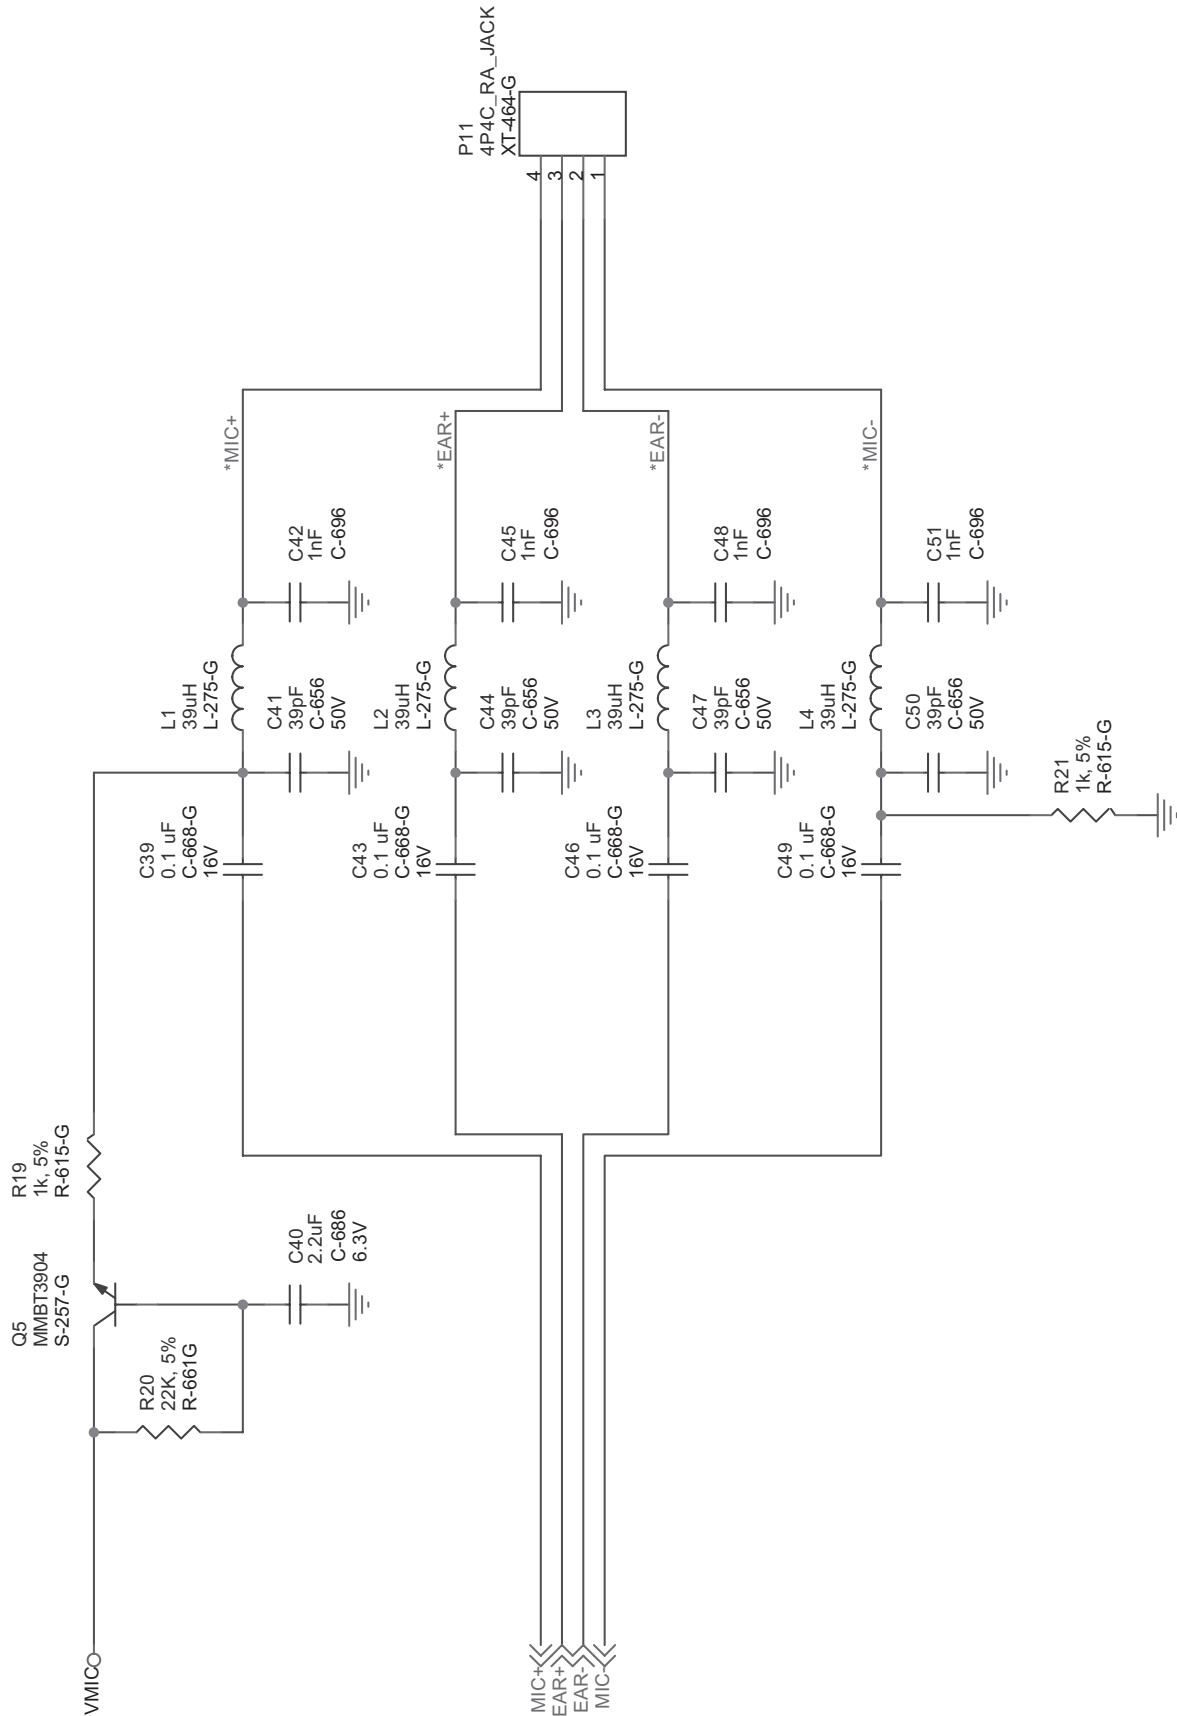 P11
4P4C_RA_JACK
XT-464-G
4
3
2
1
*MIC+
*EAR+
*EAR-
*MIC-
C42
1nF
C-696
C45
1nF
C-696
C48
1nF
C-696
C51
1nF
C-696
L1
39uH
L-275-G
C41
39pF
C-656
50V
L2
39uH
L-275-G
C44
39pF
C-656
50V
L3
39uH
L-275-G
C47
39pF
C-656
50V
L4
39uH
L-275-G
C50
39pF
C-656
50V
R21
1k, 5%
R-615-G
C39
0.1 uF
C-668-G
16V
C43
0.1 uF
C-668-G
16V
C46
0.1 uF
C-668-G
16V
C49
0.1 uF
C-668-G
16V
R19
1k, 5%
R-615-G
Q5
MMBT3904
S-257-G
C40
2.2uF
C-686
6.3V
R20
22K, 5%
R-661G
VMIC
MIC+
EAR+
EAR-
MIC-